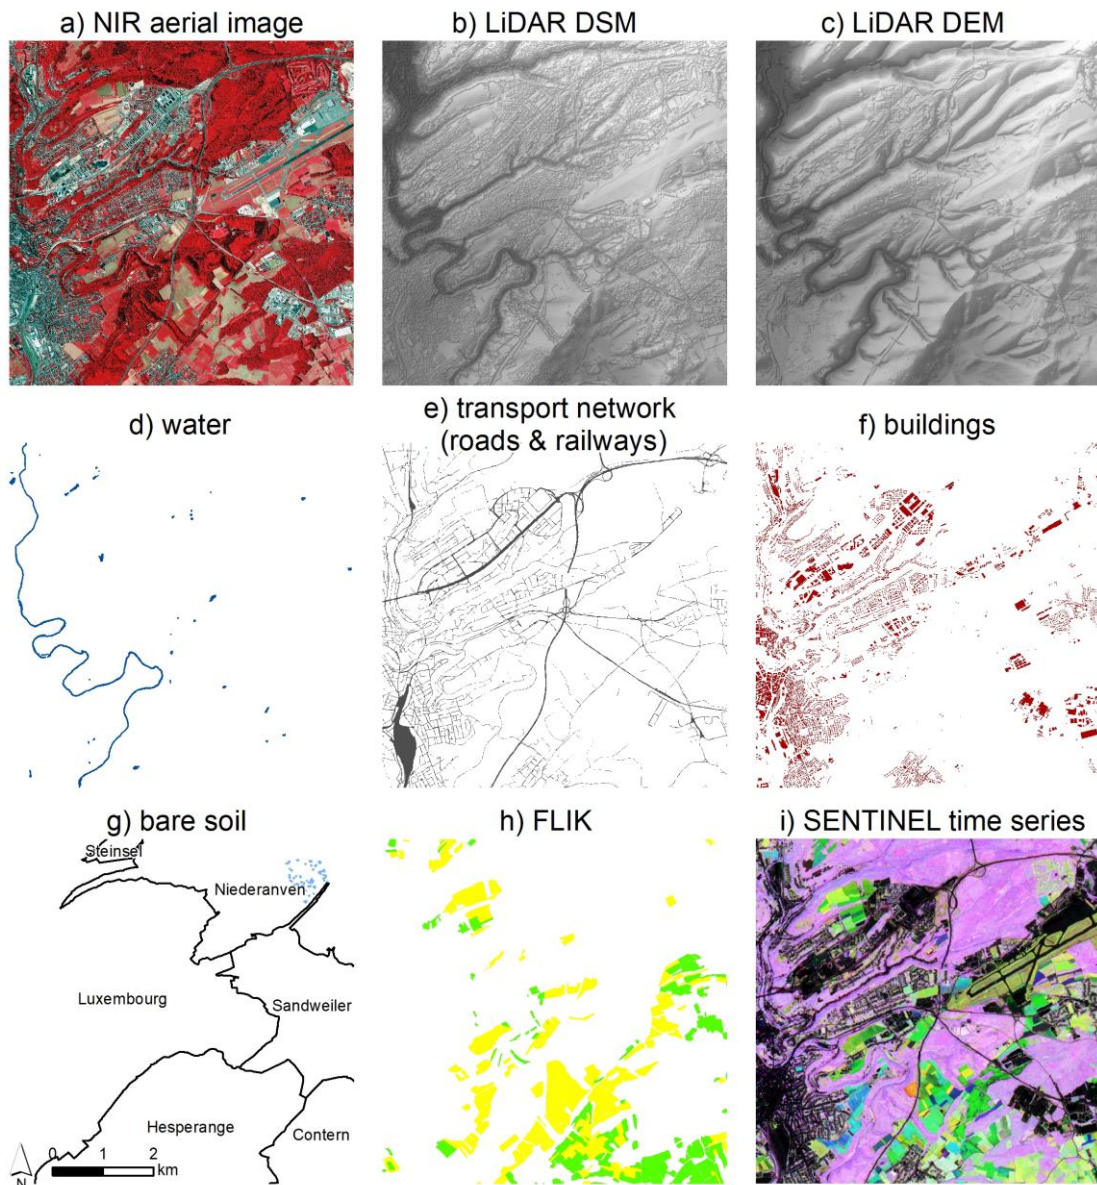 a) NIR aerial image
b) LiDAR DSM
c) LiDAR DEM
d) water
e) transport network
(roads & railways)
f) buildings
g) bare soil
h) FLIK
i) SENTINEL time series
Steinsel
Niederanven
Luxembourg
Sandweiler
Hesperange
Contern
0 1 2
km
N